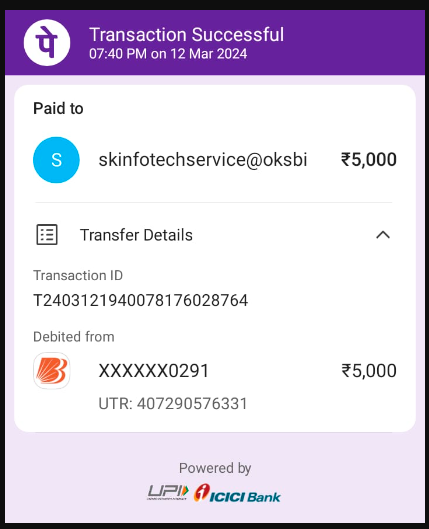 पे
Transaction Successful
07:40 PM on 12 Mar 2024
Paid to
S
skinfotechservice@oksbi
₹5,000
Transfer Details
Transaction ID
T2403121940078176028764
Debited from
XXXXXX0291
₹5,000
UTR: 407290576331
Powered by
UPI
ICICI Bank